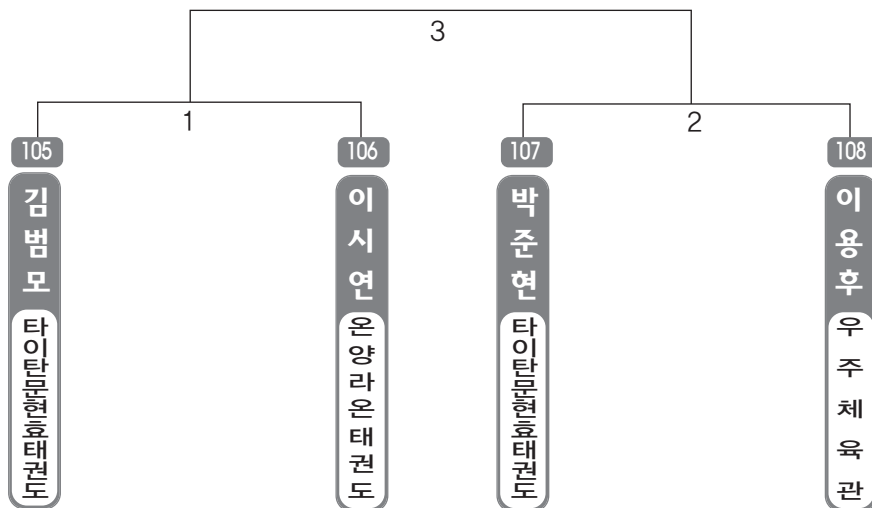 3
1
2
105
106
107
108
김범모
이시연
박준현
이용후
타이탄문현효태권도
온양라온태권도
타이탄문현효태권도
우주체육관